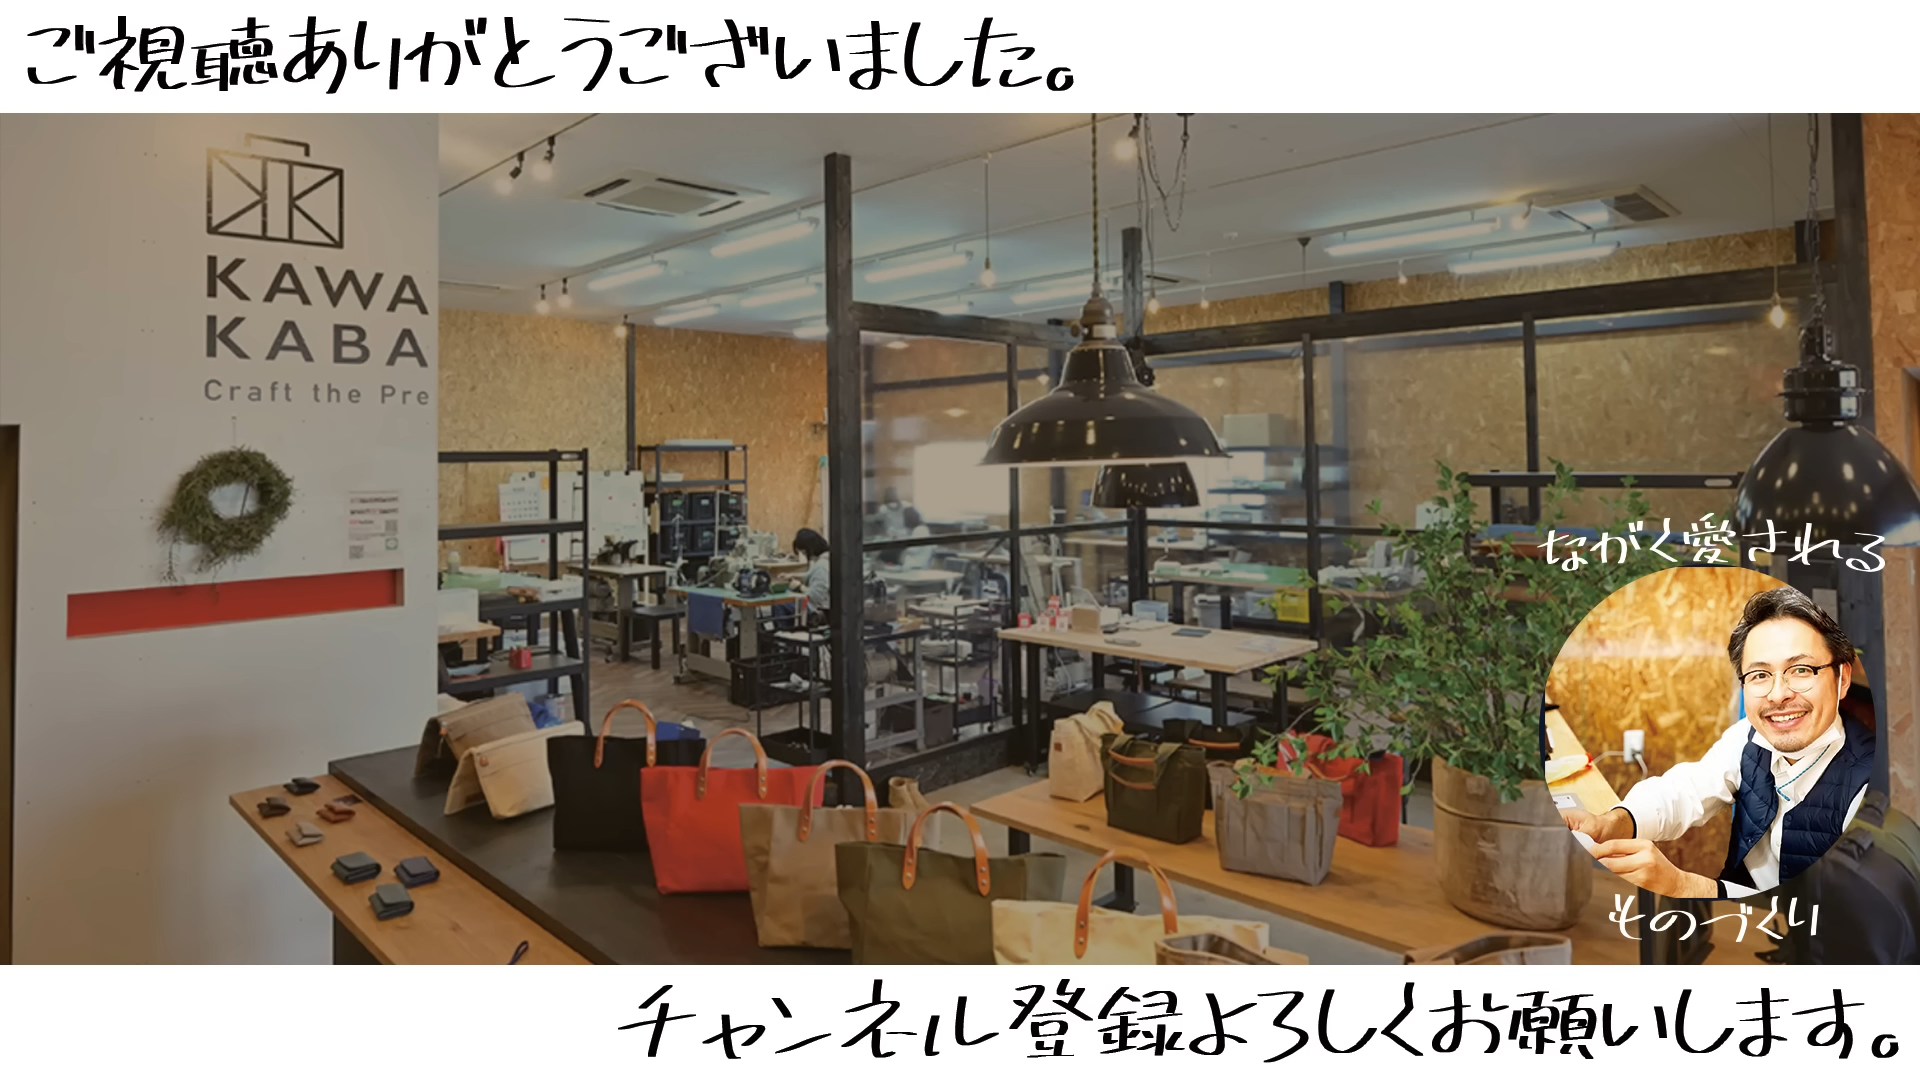 ご視聴ありがとうございました。
KAWA
KABA
Craft the Pre
ながく愛される
ものづくり
チャンネル登録よろしくお願いします。